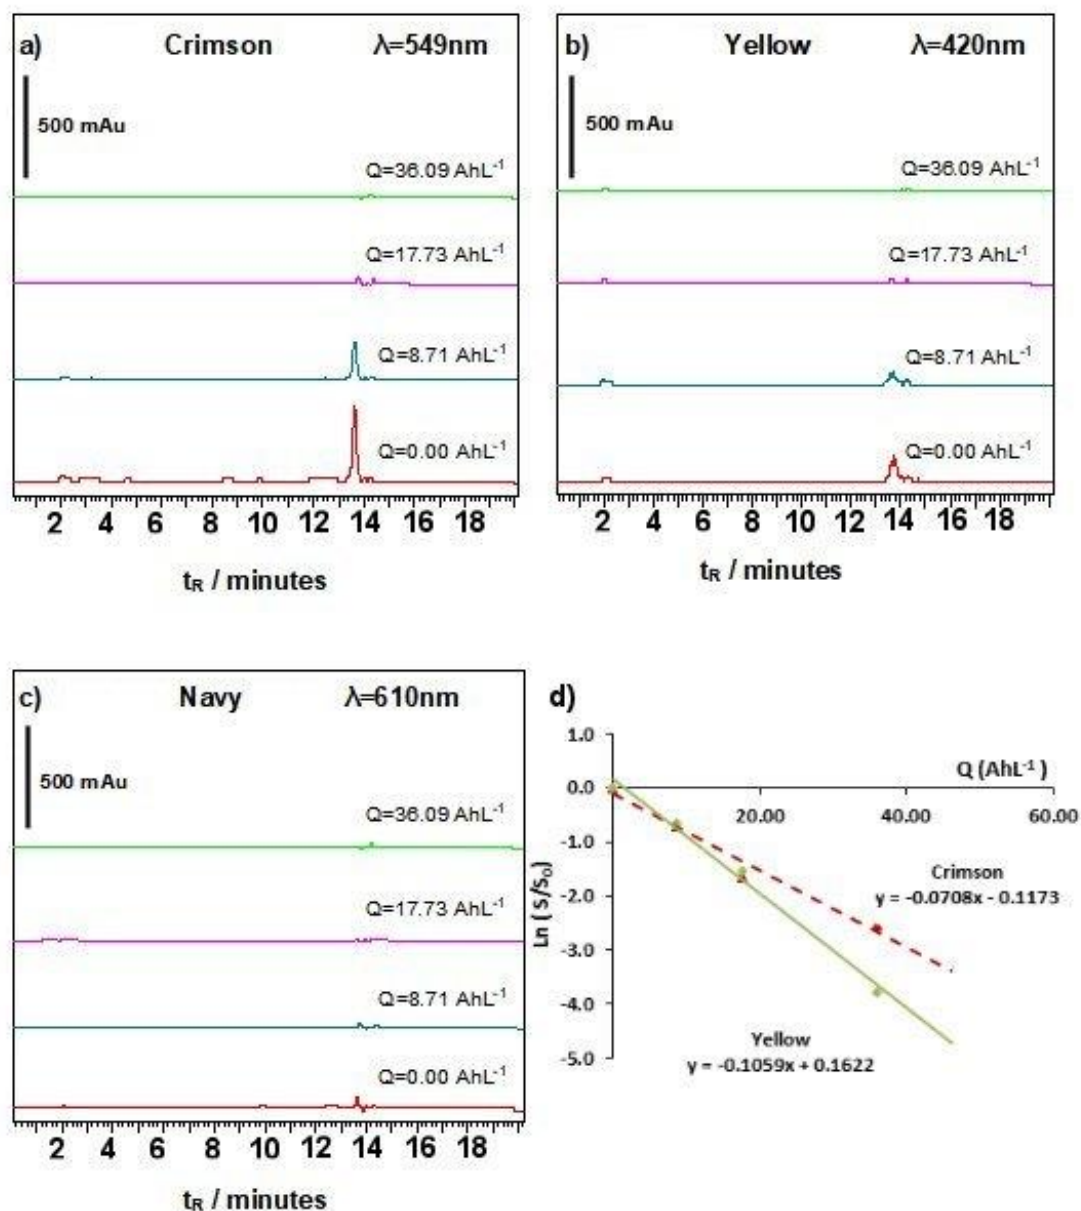 a) Crimson λ=549nm
500 mAu
Q=36.09 AhL⁻¹
Q=17.73 AhL⁻¹
Q=8.71 AhL⁻¹
Q=0.00 AhL⁻¹
2 4 6 8 10 12 14 16 18
tR / minutes
b) Yellow λ=420nm
500 mAu
Q=36.09 AhL⁻¹
Q=17.73 AhL⁻¹
Q=8.71 AhL⁻¹
Q=0.00 AhL⁻¹
2 4 6 8 10 12 14 16 18
tR / minutes
c) Navy λ=610nm
500 mAu
Q=36.09 AhL⁻¹
Q=17.73 AhL⁻¹
Q=8.71 AhL⁻¹
Q=0.00 AhL⁻¹
2 4 6 8 10 12 14 16 18
tR / minutes
d)
1.0
Q (AhL⁻¹)
0.0
20.00 40.00 60.00
-1.0
Ln ( S/S0)
-2.0
Crimson
y = -0.0708x - 0.1173
-3.0
-4.0
Yellow
-5.0
y = -0.1059x + 0.1622